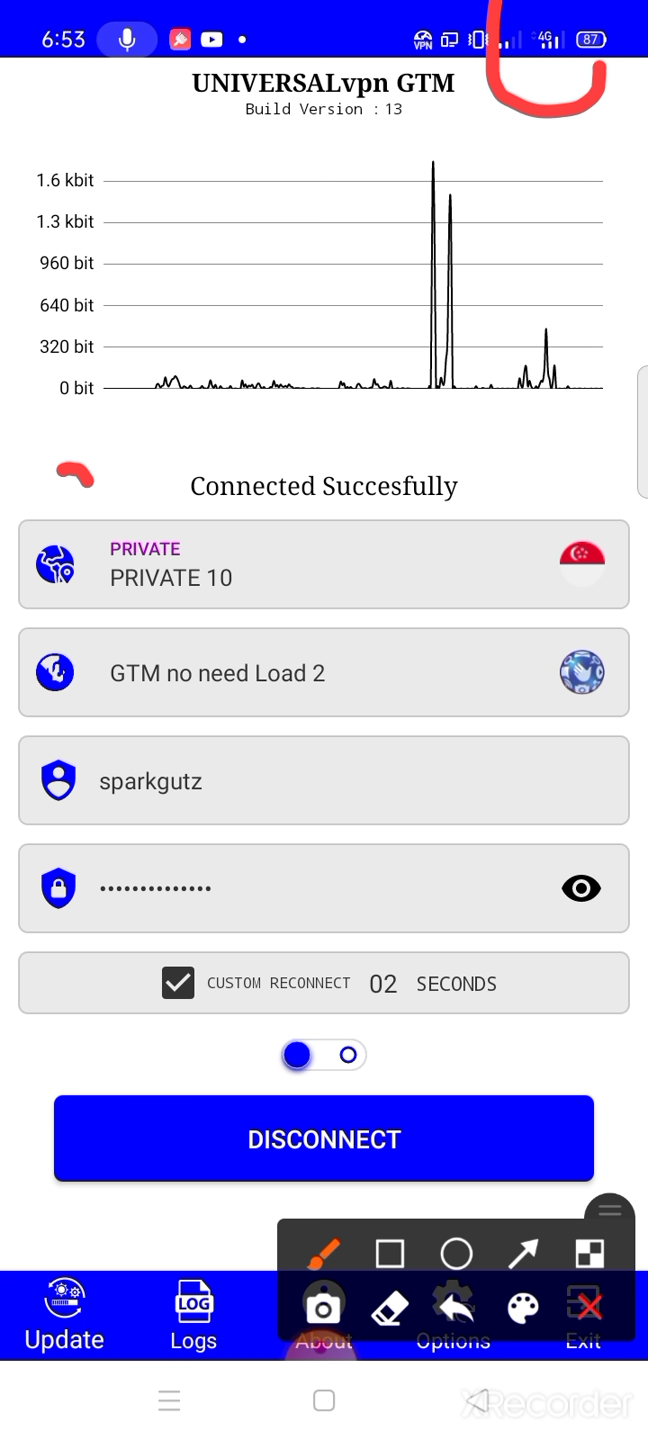 6:53
VPN 4G 87
UNIVERSALvpn GTM
Build Version : 13
1.6 kbit
1.3 kbit
960 bit
640 bit
320 bit
0 bit
Connected Succesfully
PRIVATE
PRIVATE 10
GTM no need Load 2
sparkgutz
••••••••••••••
CUSTOM RECONNECT 02 SECONDS
DISCONNECT
LOG
Update Logs About Options Exit
XRecorder